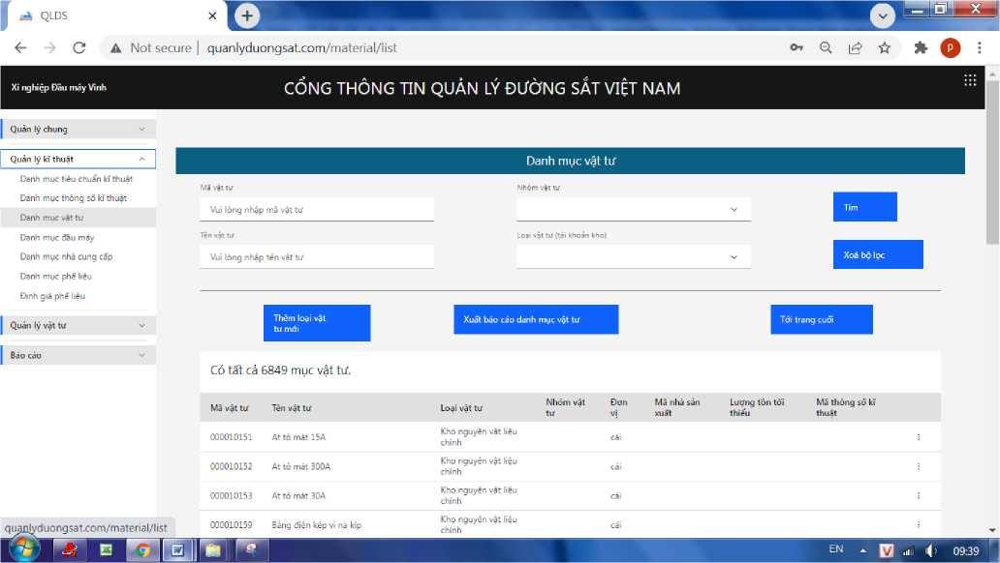 QLDS
Not secure | quanlyduongsat.com/material/list
p
Xí nghiệp Đầu máy Vinh
CỔNG THÔNG TIN QUẢN LÝ ĐƯỜNG SẮT VIỆT NAM
Quản lý chung
Quản lý kĩ thuật
Danh mục tiêu chuẩn kĩ thuật
Danh mục thông số kĩ thuật
Danh mục vật tư
Danh mục đầu máy
Danh mục nhà cung cấp
Danh mục phế liệu
Định giá phế liệu
Quản lý vật tư
Báo cáo
Danh mục vật tư
Mã vật tư
Vui lòng nhập mã vật tư
Nhóm vật tư
Tìm
Tên vật tư
Vui lòng nhập tên vật tư
Loại vật tư (tài khoản kho)
Xoá bộ lọc
Thêm loại vật
tư mới
Xuất báo cáo danh mục vật tư
Tới trang cuối
Có tất cả 6849 mục vật tư.
Mã vật tư Tên vật tư Loại vật tư Nhóm vật tư Đơn vị Mã nhà sản xuất Lượng tồn tối thiểu Mã thông số kĩ thuật
000010151 At tô mát 15A Kho nguyên vật liệu chính cái
000010152 At tô mát 300A Kho nguyên vật liệu chính cái
000010153 At tô mát 30A Kho nguyên vật liệu chính cái
000010159 Bảng điện kép vi na kip Kho nguyên vật liệu chính cái
quanlyduongsat.com/material/list
EN
09:39